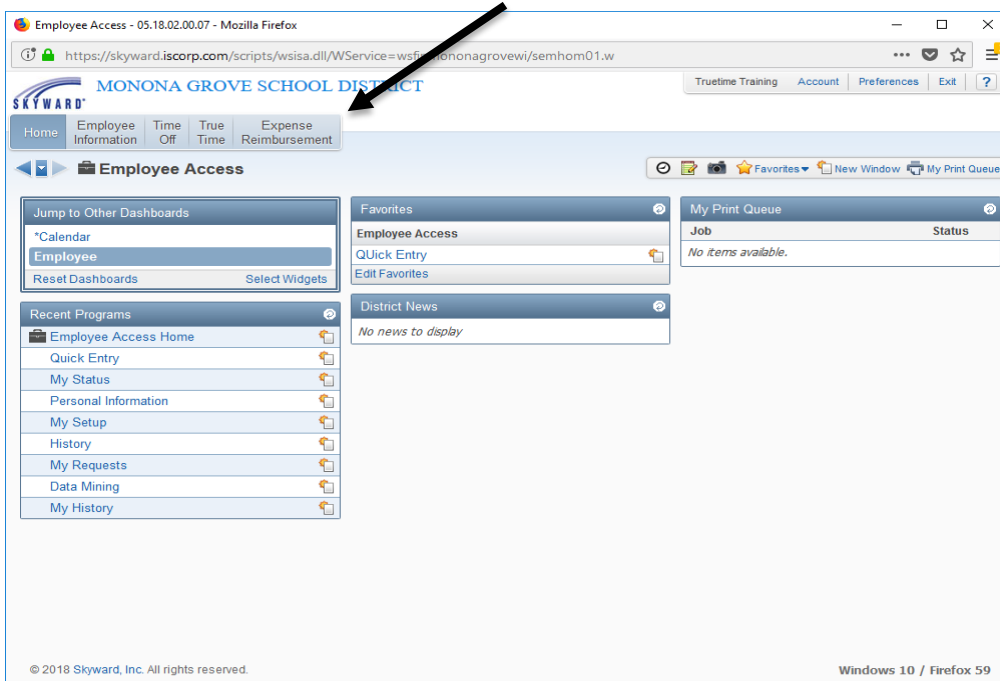 Employee Access - 05.18.02.00.07 - Mozilla Firefox
https://skyward.iscorp.com/scripts/wsisa.dll/WService=wsfin mononagrovewi/semhom01.w
SKYWARD®
MONONA GROVE SCHOOL DISTRICT
Truetime Training Account Preferences Exit ?
Home Employee Information Time Off True Time Expense Reimbursement
Employee Access
Favorites New Window My Print Queue
Jump to Other Dashboards
*Calendar
Employee
Reset Dashboards Select Widgets
Recent Programs
Employee Access Home
Quick Entry
My Status
Personal Information
My Setup
History
My Requests
Data Mining
My History
Favorites
Employee Access
QUick Entry
Edit Favorites
District News
No news to display
My Print Queue
Job Status
No items available.
© 2018 Skyward, Inc. All rights reserved.
Windows 10 / Firefox 59